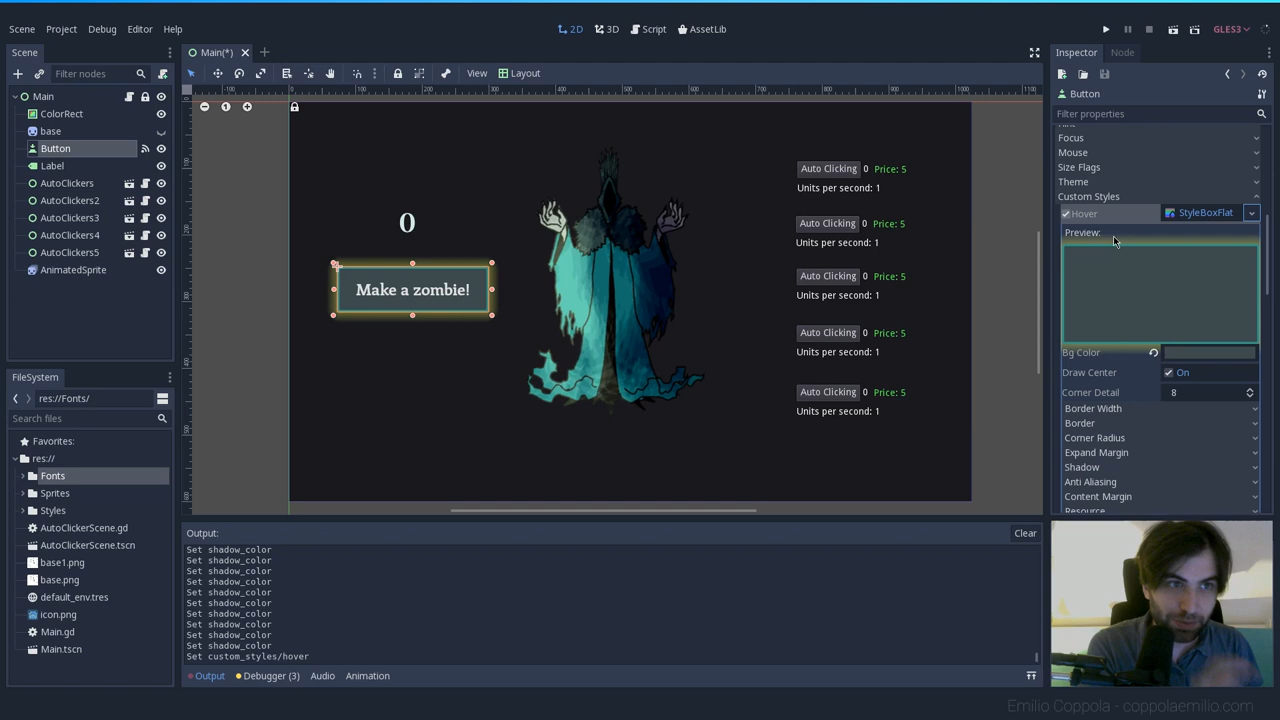 Scene Project Debug Editor Help
2D 3D Script AssetLib
GLES3
Scene
Filter nodes
Main
ColorRect
base
Button
Label
AutoClickers
AutoClickers2
AutoClickers3
AutoClickers4
AutoClickers5
AnimatedSprite
FileSystem
res://Fonts/
Search files
Favorites:
res://
Fonts
Sprites
Styles
AutoClickerScene.gd
AutoClickerScene.tscn
base1.png
base.png
default_env.tres
icon.png
Main.gd
Main.tscn
Main(*)
View Layout
0
Make a zombie!
Auto Clicking 0 Price: 5
Units per second: 1
Auto Clicking 0 Price: 5
Units per second: 1
Auto Clicking 0 Price: 5
Units per second: 1
Auto Clicking 0 Price: 5
Units per second: 1
Auto Clicking 0 Price: 5
Units per second: 1
Output:
Clear
Set shadow_color
Set shadow_color
Set shadow_color
Set shadow_color
Set shadow_color
Set shadow_color
Set shadow_color
Set shadow_color
Set shadow_color
Set shadow_color
Set custom_styles/hover
Output Debugger (3) Audio Animation
Inspector Node
Button
Filter properties
Focus
Mouse
Size Flags
Theme
Custom Styles
Hover StyleBoxFlat
Preview:
Bg Color
Draw Center On
Corner Detail 8
Border Width
Border
Corner Radius
Expand Margin
Shadow
Anti Aliasing
Content Margin
Resource
Emilio Coppola - coppolaemilio.com